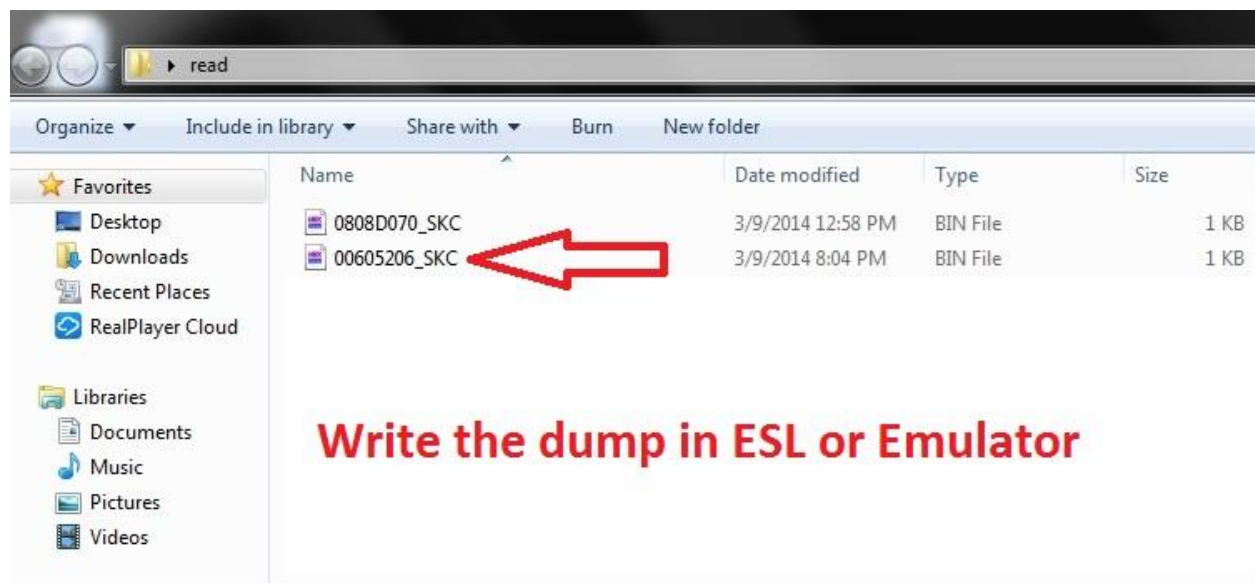 read
Organize Include in library Share with Burn New folder
Favorites
Desktop
Downloads
Recent Places
RealPlayer Cloud
Libraries
Documents
Music
Pictures
Videos
Name Date modified Type Size
0808D070_SKC 3/9/2014 12:58 PM BIN File 1 KB
00605206_SKC 3/9/2014 8:04 PM BIN File 1 KB
Write the dump in ESL or Emulator